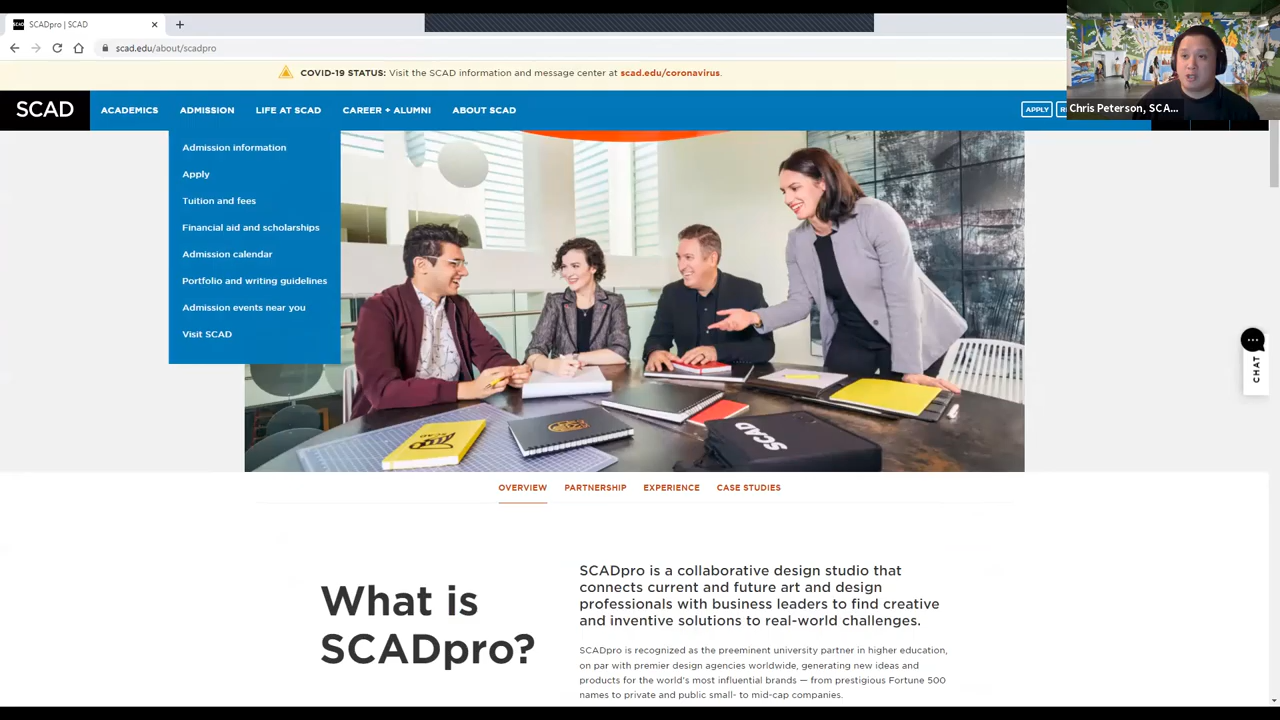 SCADpro | SCAD
scad.edu/about/scadpro
COVID-19 STATUS: Visit the SCAD information and message center at scad.edu/coronavirus.
Chris Peterson, SCA...
SCAD
ACADEMICS
ADMISSION
LIFE AT SCAD
CAREER + ALUMNI
ABOUT SCAD
APPLY
Admission information
Apply
Tuition and fees
Financial aid and scholarships
Admission calendar
Portfolio and writing guidelines
Admission events near you
Visit SCAD
CHAT
SCAD
SCAD
OVERVIEW
PARTNERSHIP
EXPERIENCE
CASE STUDIES
What is
SCADpro?
SCADpro is a collaborative design studio that
connects current and future art and design
professionals with business leaders to find creative
and inventive solutions to real-world challenges.
SCADpro is recognized as the preeminent university partner in higher education,
on par with premier design agencies worldwide, generating new ideas and
products for the world's most influential brands — from prestigious Fortune 500
names to private and public small- to mid-cap companies.